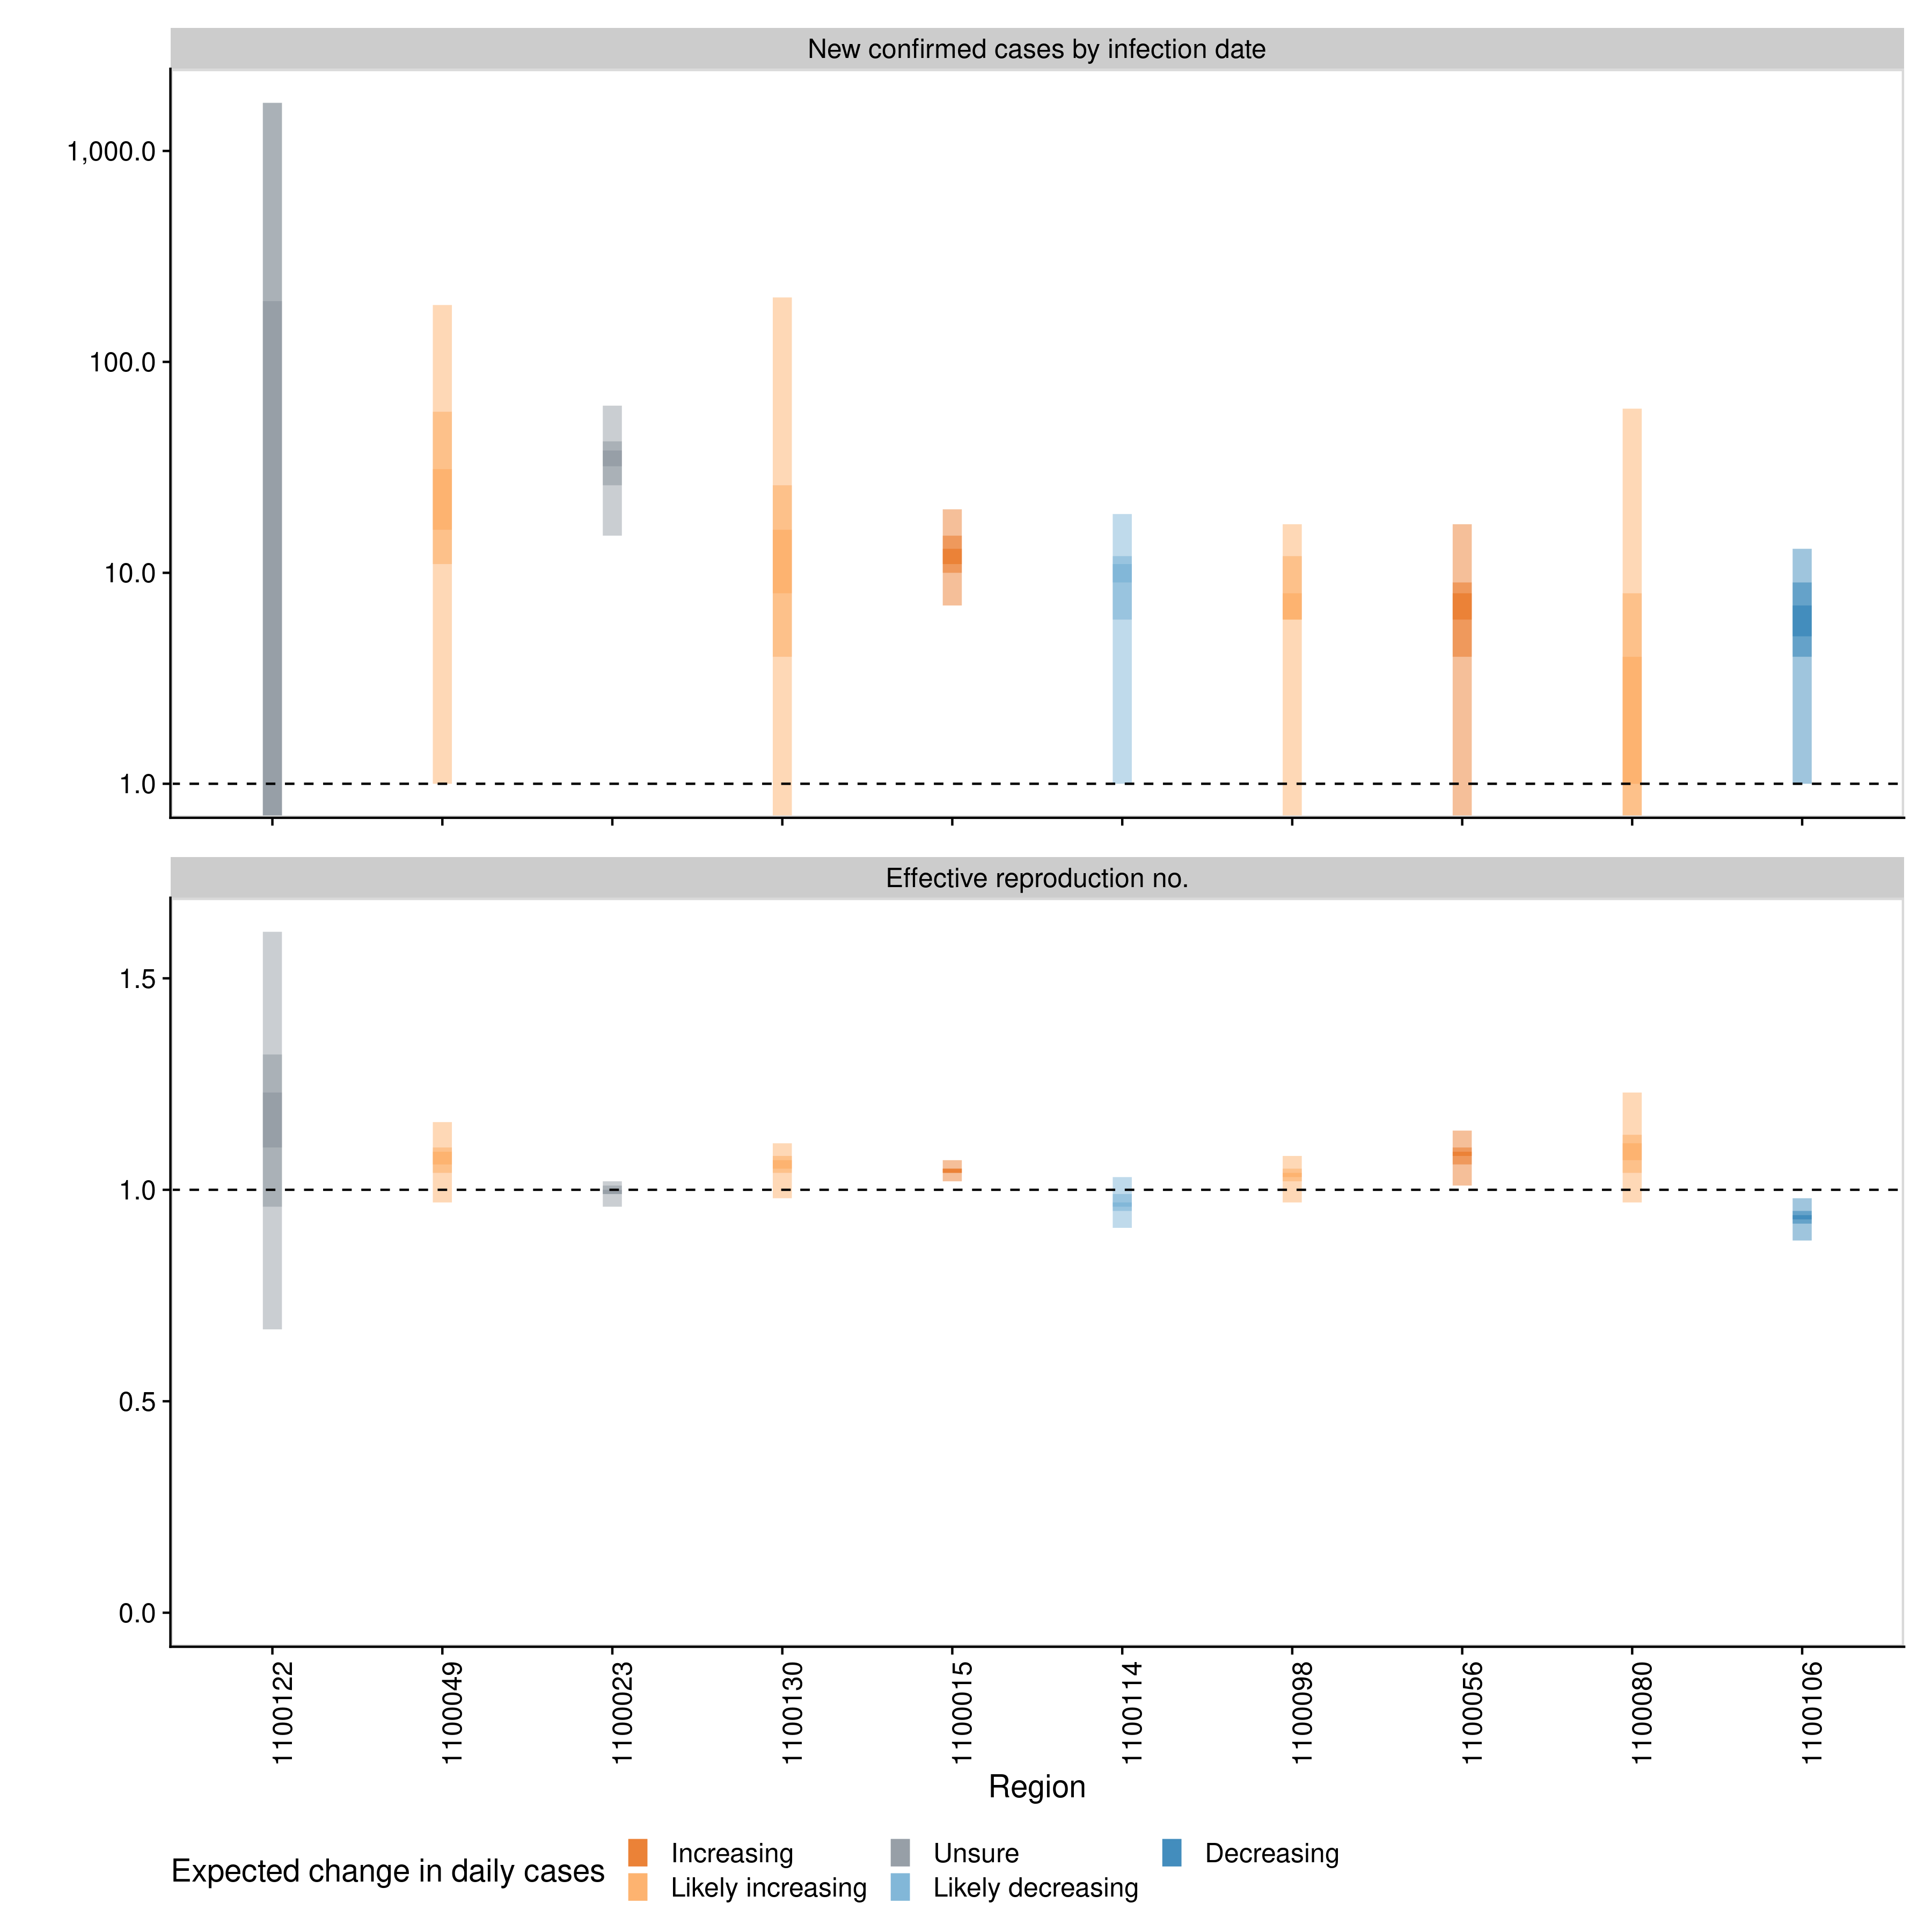 New confirmed cases by infection date
1,000.0
100.0
10.0
1.0
Effective reproduction no.
1.5
1.0
0.5
0.0
1100122
1100049
1100023
1100130
1100015
1100114
1100098
1100056
1100080
1100106
Region
Expected change in daily cases
Increasing
Unsure
Decreasing
Likely increasing
Likely decreasing